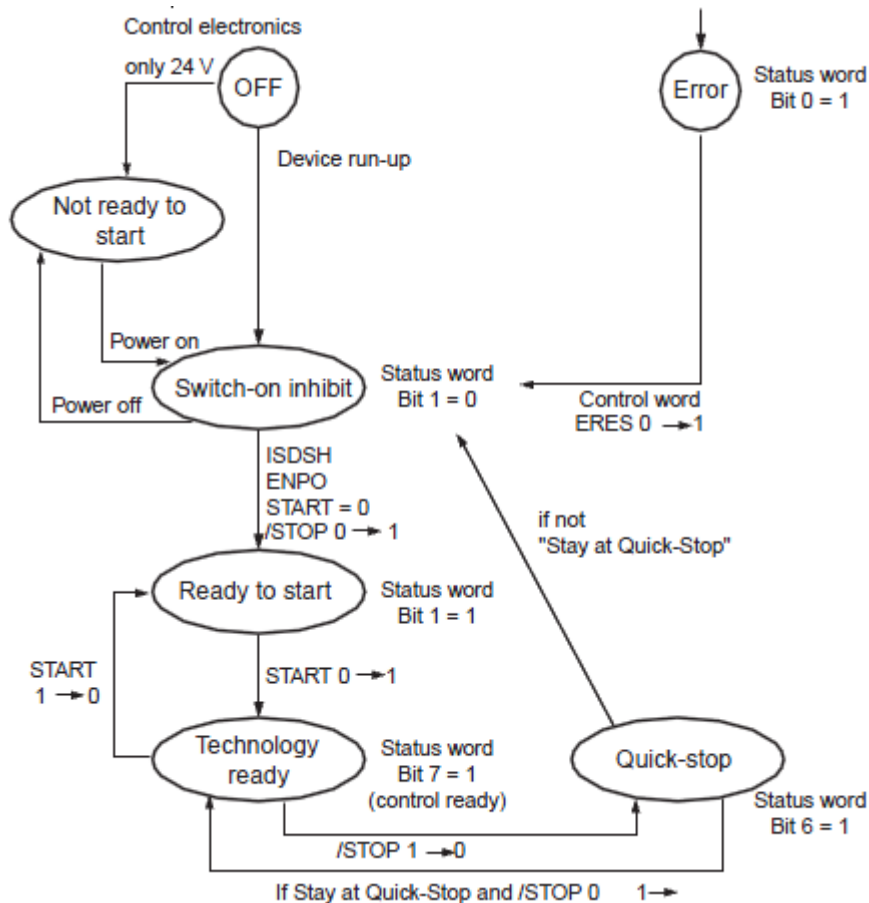 Control electronics
only 24 V
OFF
Error
Status word
Bit 0 = 1
Device run-up
Not ready to
start
Power on
Switch-on inhibit
Status word
Bit 1 = 0
Power off
Control word
ERES 0 → 1
ISDSH
ENPO
START = 0
/STOP 0 → 1
if not
"Stay at Quick-Stop"
Ready to start
Status word
Bit 1 = 1
START
1 → 0
START 0 → 1
Technology
ready
Status word
Bit 7 = 1
(control ready)
Quick-stop
Status word
Bit 6 = 1
/STOP 1 → 0
If Stay at Quick-Stop and /STOP 0 1 →